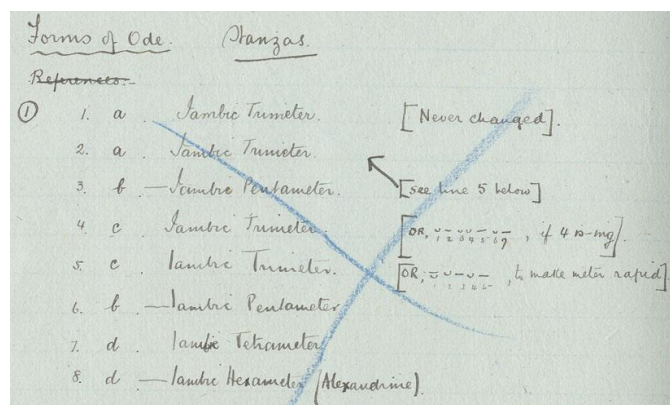 Forms of Ode. Stanzas.
References:-
① 1. a. Iambic Trimeter. [Never changed].
2. a. Iambic Trimeter.
3. b. — Iambic Pentameter. [see line 5 below]
4. c Iambic Trimeter. [OR, ⏑ – ⏑⏑ – ⏑ – , if 4 is –mg].
5. c. Iambic Trimeter. [OR, , to make meter rapid]
6. b. — Iambic Pentameter
7. d. Iambic Tetrameter
8. d. — Iambic Hexameter (Alexandrine).